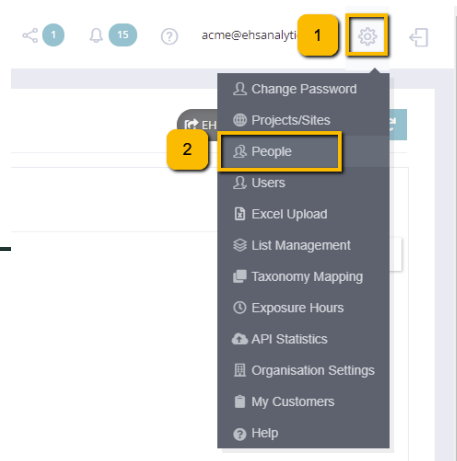 1 15 ? acme@ehsanalyti 1
Change Password
EH Projects/Sites
2 People
Users
Excel Upload
List Management
Taxonomy Mapping
Exposure Hours
API Statistics
Organisation Settings
My Customers
? Help